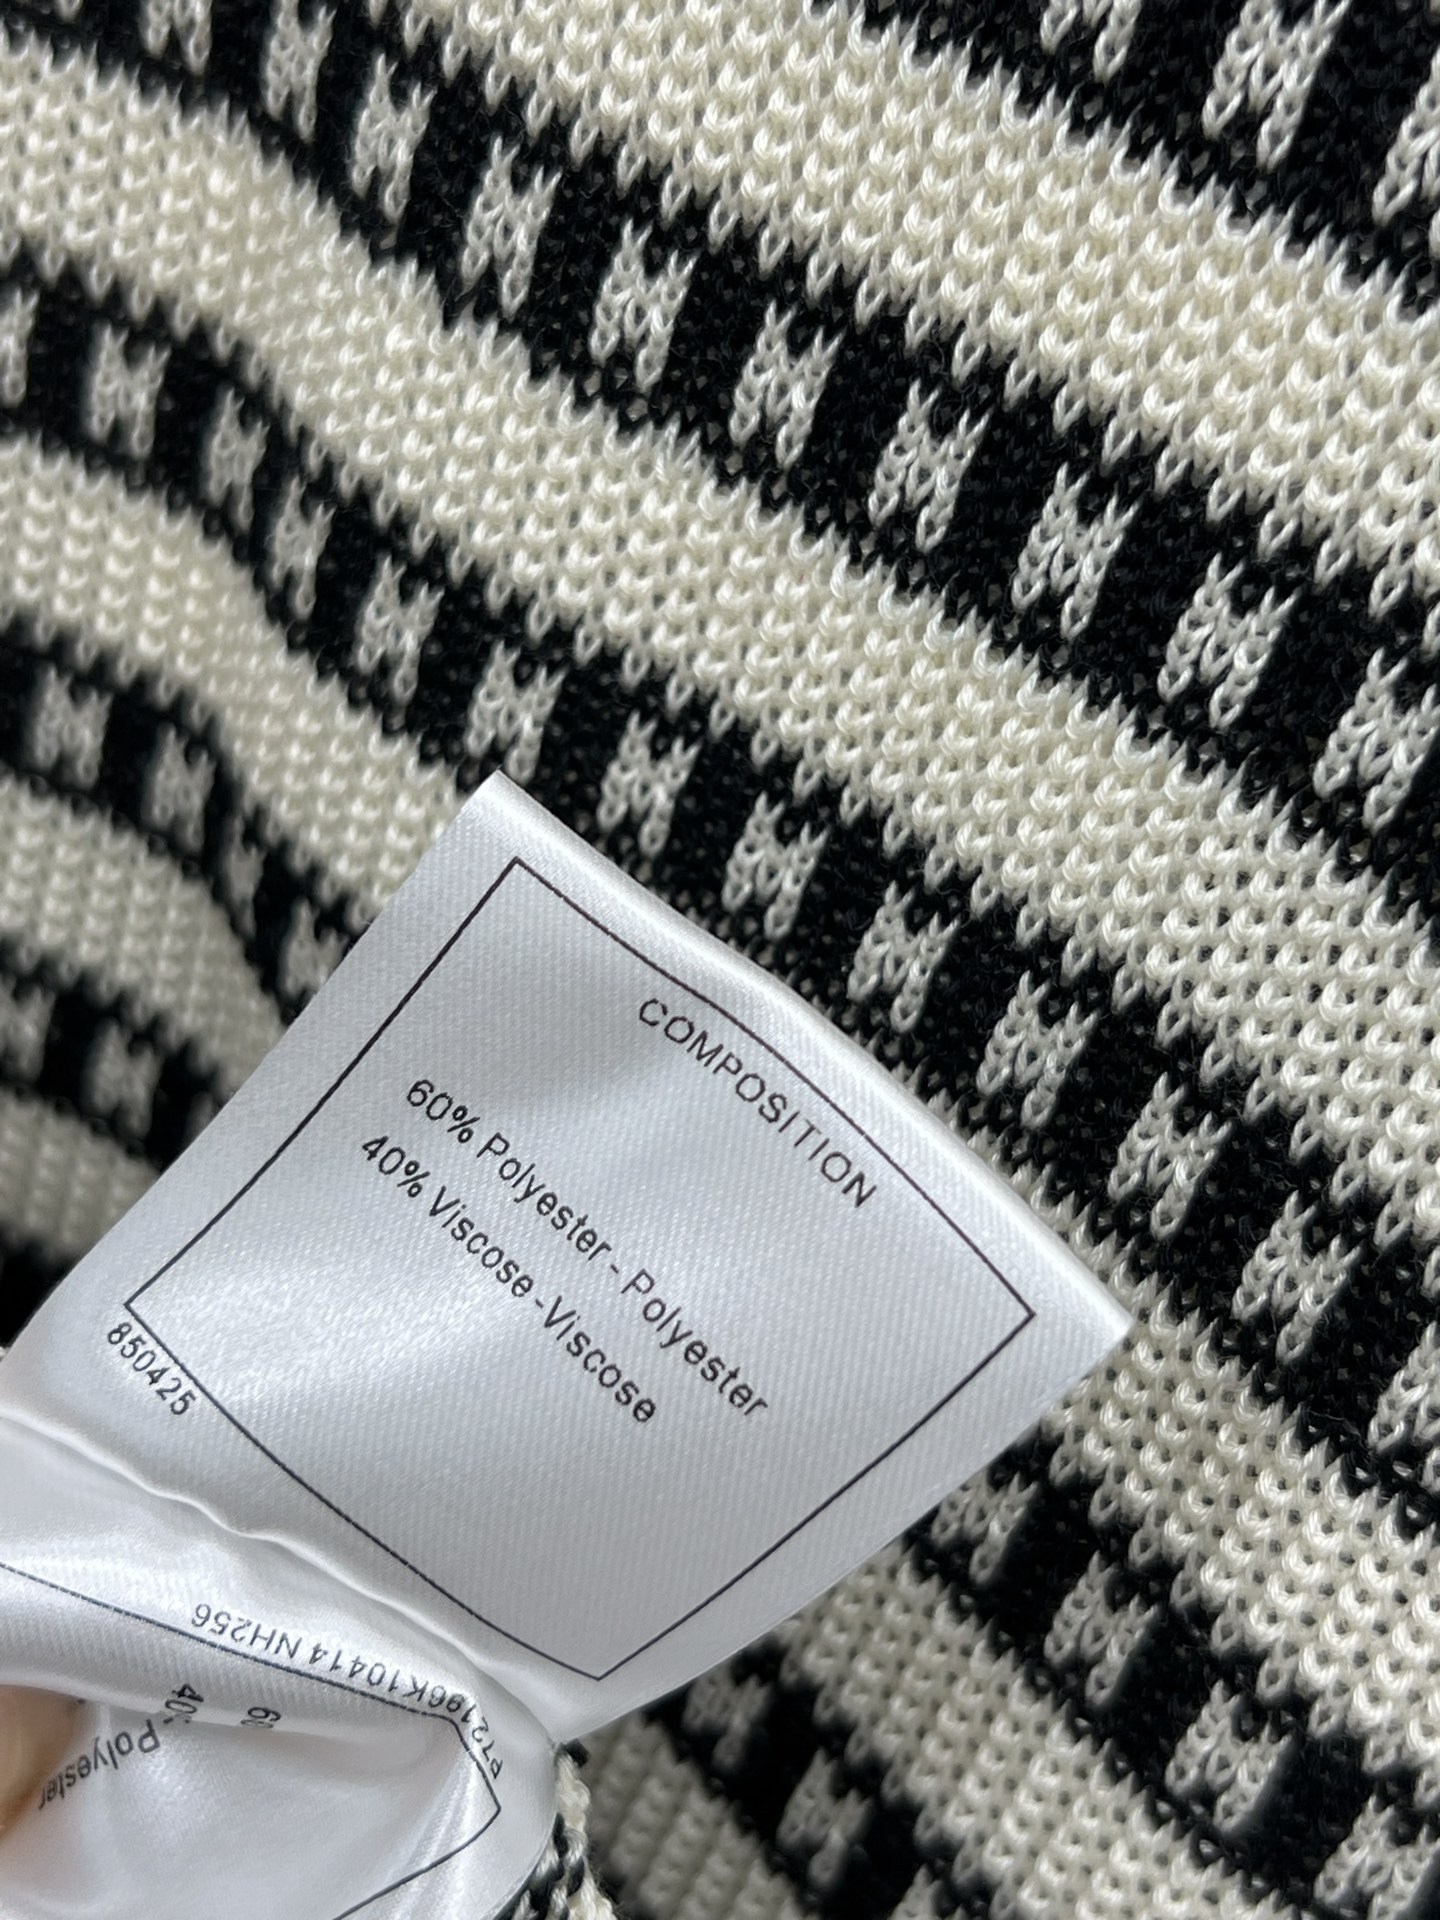 COMPOSITION
60% Polyester - Polyester
40% Viscose - Viscose
850425
P72196K10414 NH256
60
40%
- Polyester